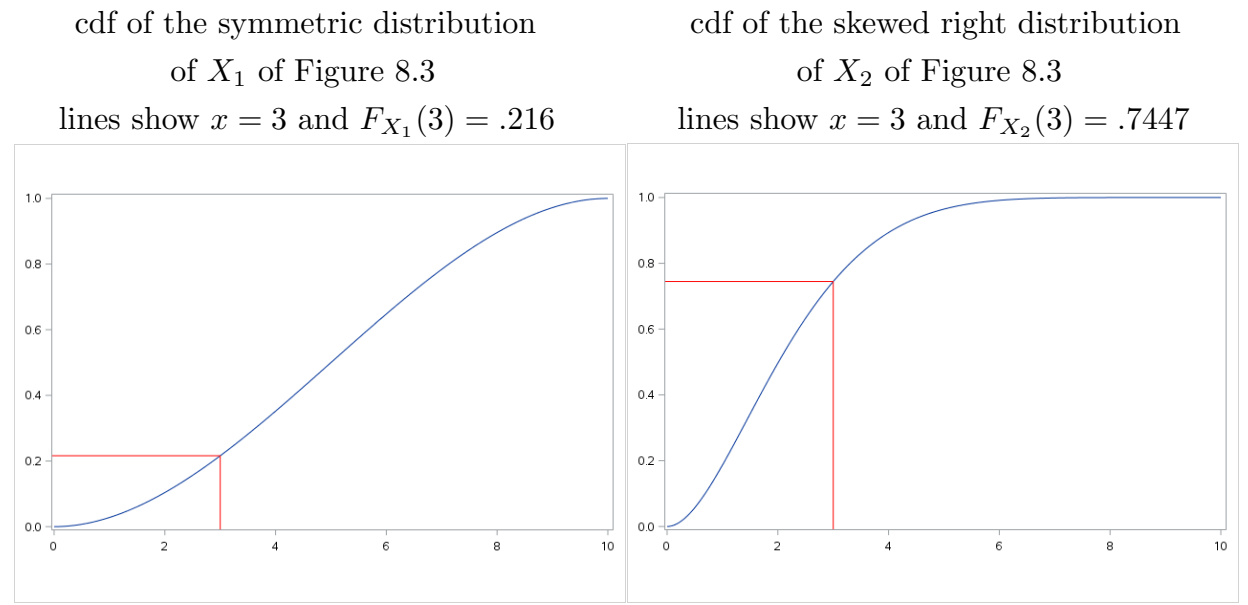 cdf of the symmetric distribution
of X₁ of Figure 8.3
lines show x = 3 and F_{X₁}(3) = .216
1.0
0.8
0.6
0.4
0.2
0.0
0 2 4 6 8 10
cdf of the skewed right distribution
of X₂ of Figure 8.3
lines show x = 3 and F_{X₂}(3) = .7447
1.0
0.8
0.6
0.4
0.2
0.0
0 2 4 6 8 10